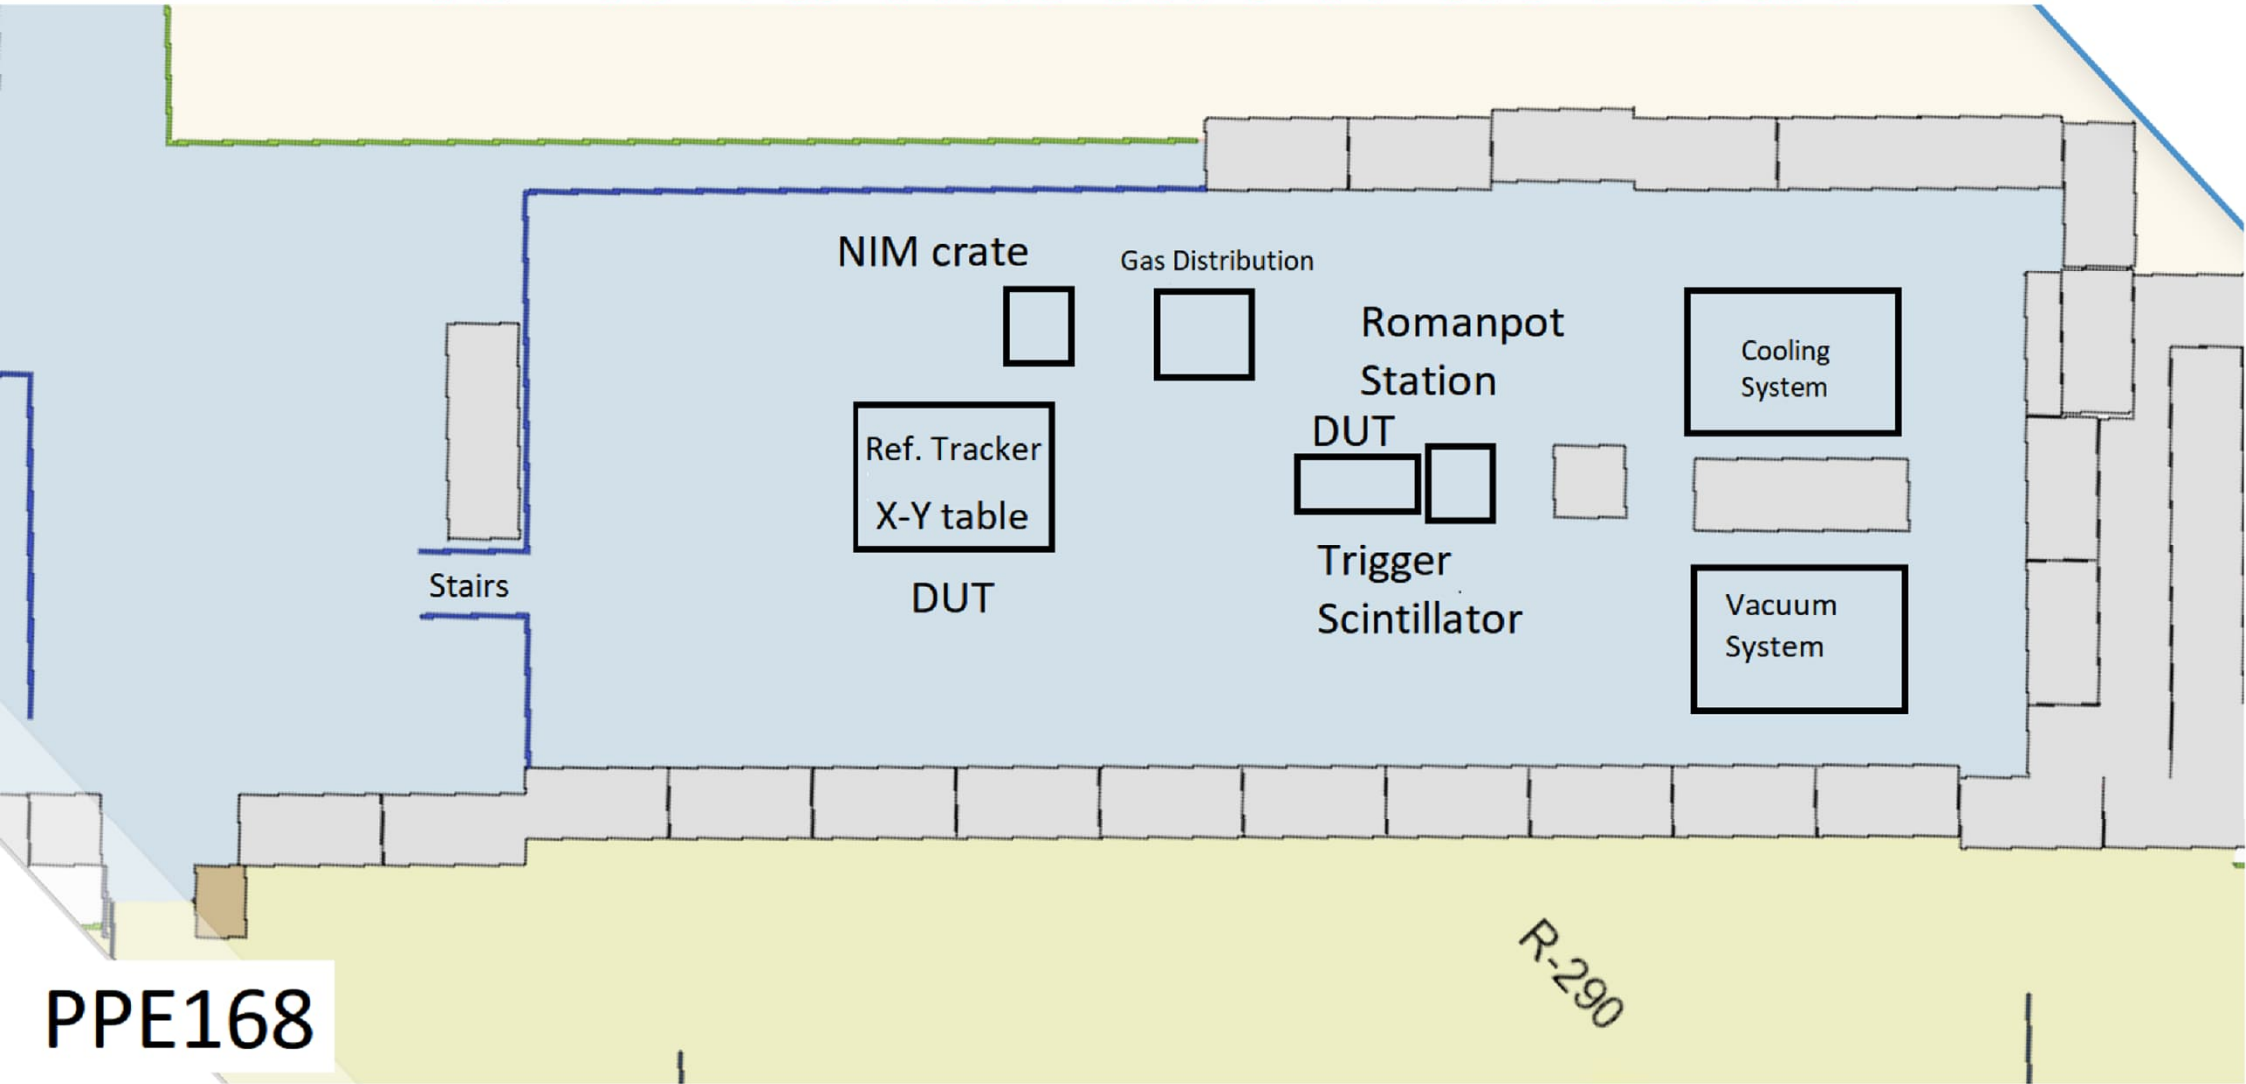 NIM crate
Gas Distribution
Romanpot
Station
Cooling
System
DUT
Ref. Tracker
X-Y table
DUT
Stairs
Trigger
Scintillator
Vacuum
System
R-290
PPE168